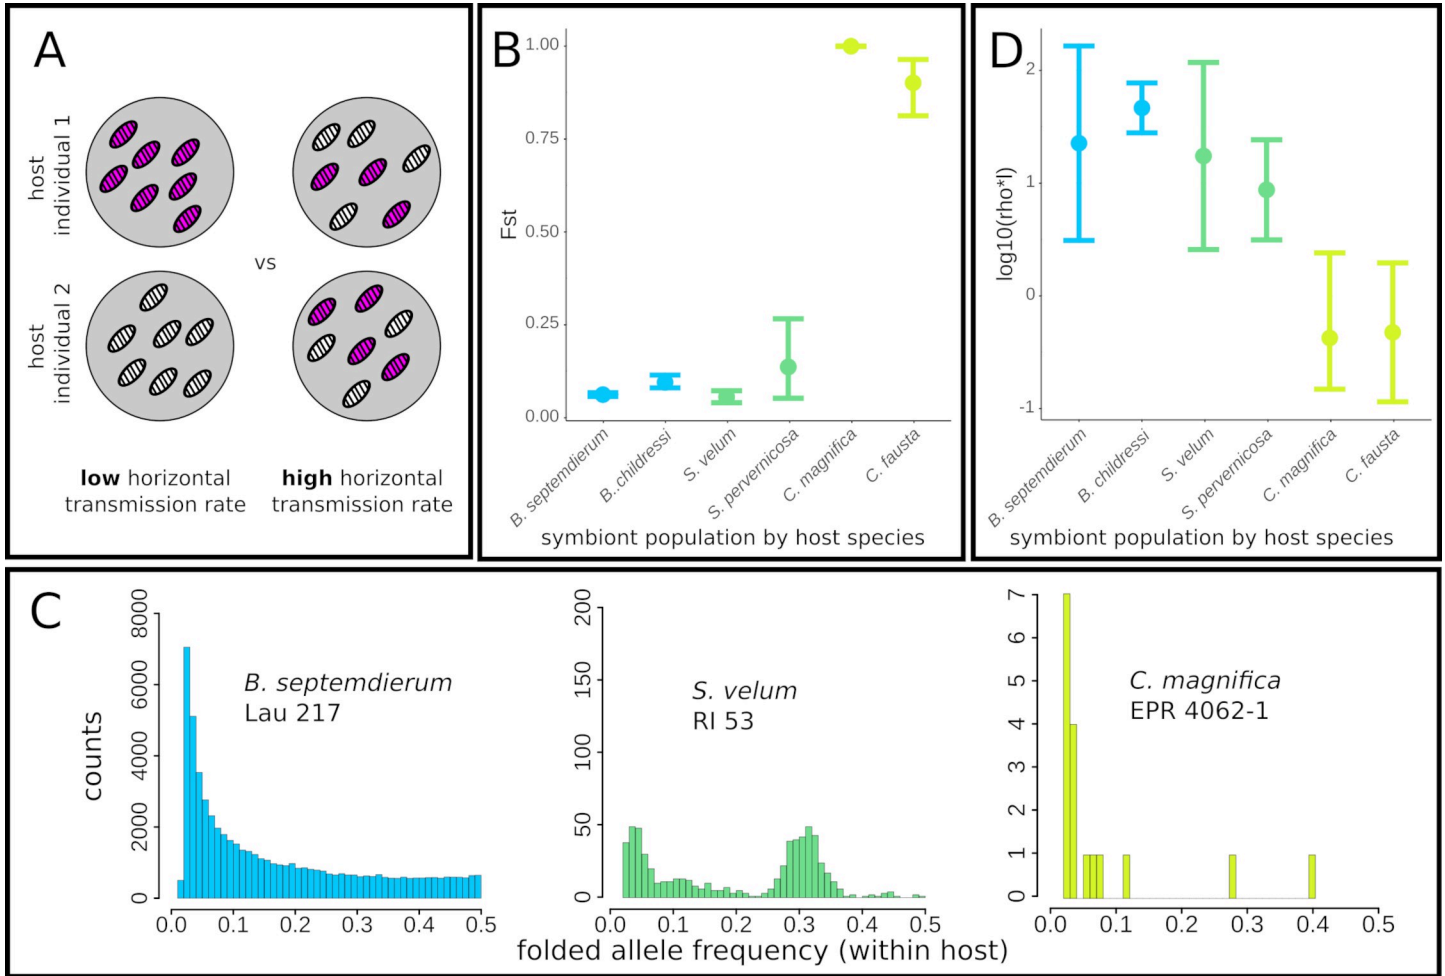 A
host
individual 1
vs
host
individual 2
low horizontal
transmission rate
high horizontal
transmission rate
B
1.00
0.75
0.50
0.25
0.00
Fst
B. septemdierum
B..childressi
S. velum
S. pervernicosa
C. magnifica
C. fausta
symbiont population by host species
D
2
1
0
-1
log10(rho*l)
B. septemdierum
B. childressi
S. velum
S. pervernicosa
C. magnifica
C. fausta
symbiont population by host species
C
counts
8000
6000
4000
2000
0
B. septemdierum
Lau 217
0.0 0.1 0.2 0.3 0.4 0.5
200
150
100
50
0
S. velum
RI 53
0.0 0.1 0.2 0.3 0.4 0.5
7
6
5
4
3
2
1
0
C. magnifica
EPR 4062-1
0.0 0.1 0.2 0.3 0.4 0.5
folded allele frequency (within host)